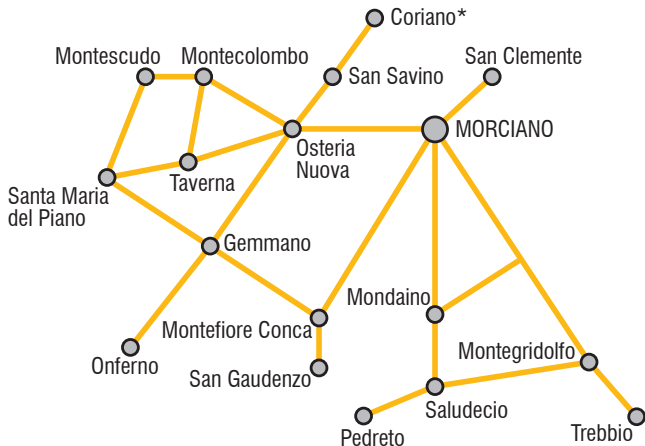 Coriano*
Montescudo
Montecolombo
San Clemente
San Savino
MORCIANO
Osteria
Nuova
Taverna
Santa Maria
del Piano
Gemmano
Mondaino
Montefiore Conca
Montegridolfo
Onferno
San Gaudenzo
Saludecio
Pedreto
Trebbio